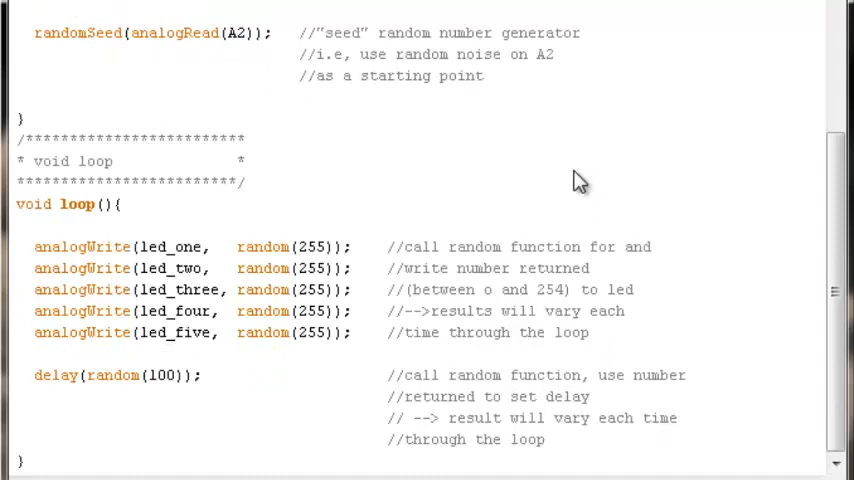 randomSeed(analogRead(A2));   //"seed" random number generator
//i.e, use random noise on A2
//as a starting point
}
/************************
* void loop              *
************************/
void loop(){
analogWrite(led_one,   random(255));    //call random function for and
analogWrite(led_two,   random(255));    //write number returned
analogWrite(led_three, random(255));    //(between o and 254) to led
analogWrite(led_four,  random(255));    //-->results will vary each
analogWrite(led_five,  random(255));    //time through the loop
delay(random(100));                     //call random function, use number
//returned to set delay
// --> result will vary each time
//through the loop
}